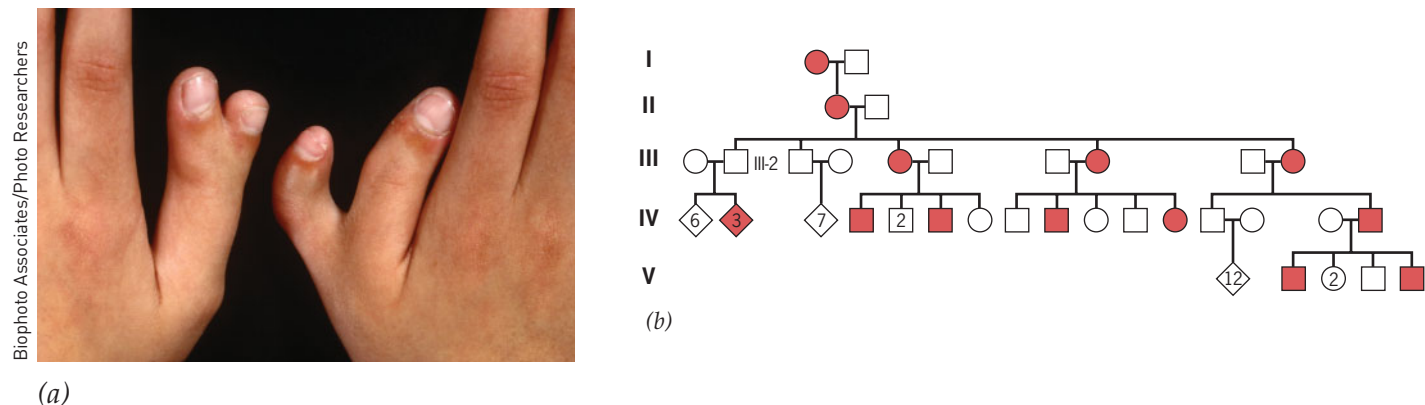 Biophoto Associates/Photo Researchers
(a)
I
II
III
III-2
IV
6
3
7
2
V
12
2
(b)